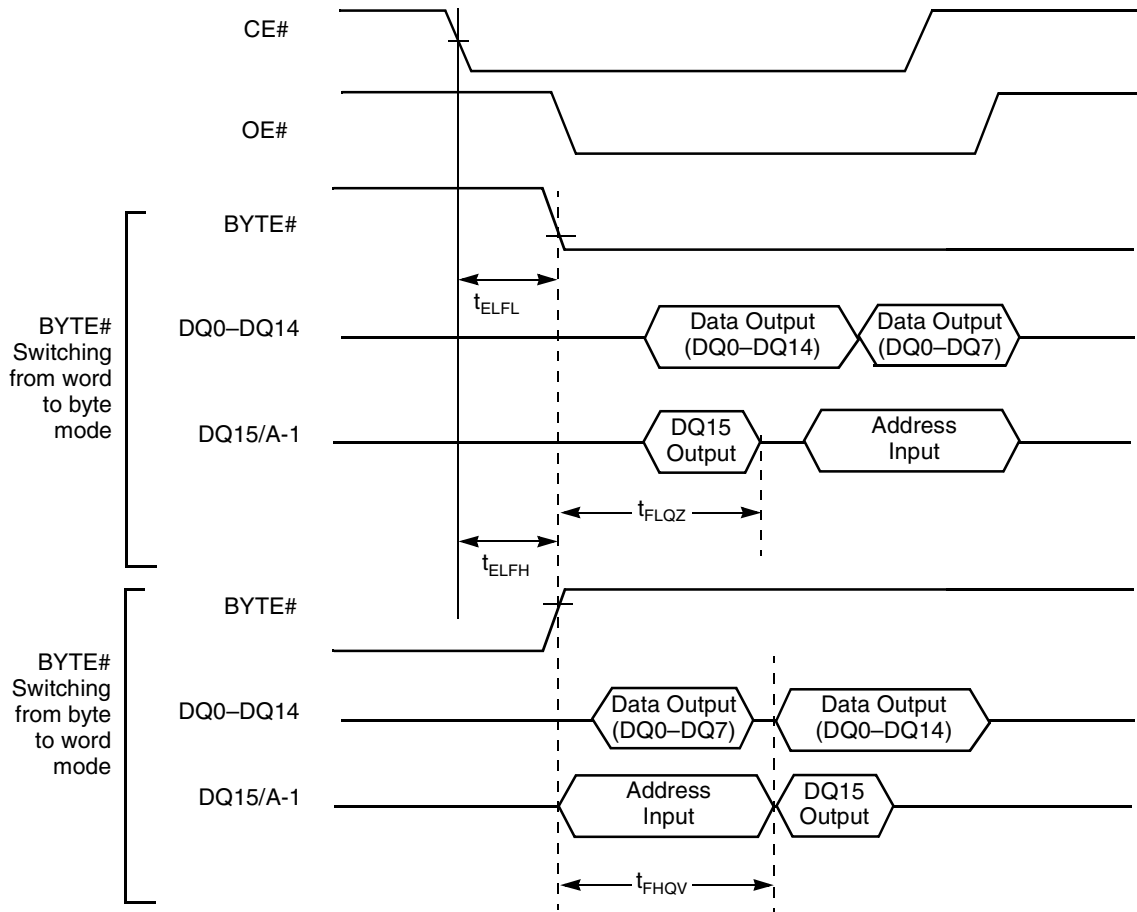 CE#
OE#
BYTE#
Switching
from word
to byte
mode
BYTE#
tELFL
DQ0–DQ14
Data Output
(DQ0–DQ14)
Data Output
(DQ0–DQ7)
DQ15/A-1
DQ15
Output
Address
Input
tFLQZ
tELFH
BYTE#
Switching
from byte
to word
mode
BYTE#
DQ0–DQ14
Data Output
(DQ0–DQ7)
Data Output
(DQ0–DQ14)
DQ15/A-1
Address
Input
DQ15
Output
tFHQV